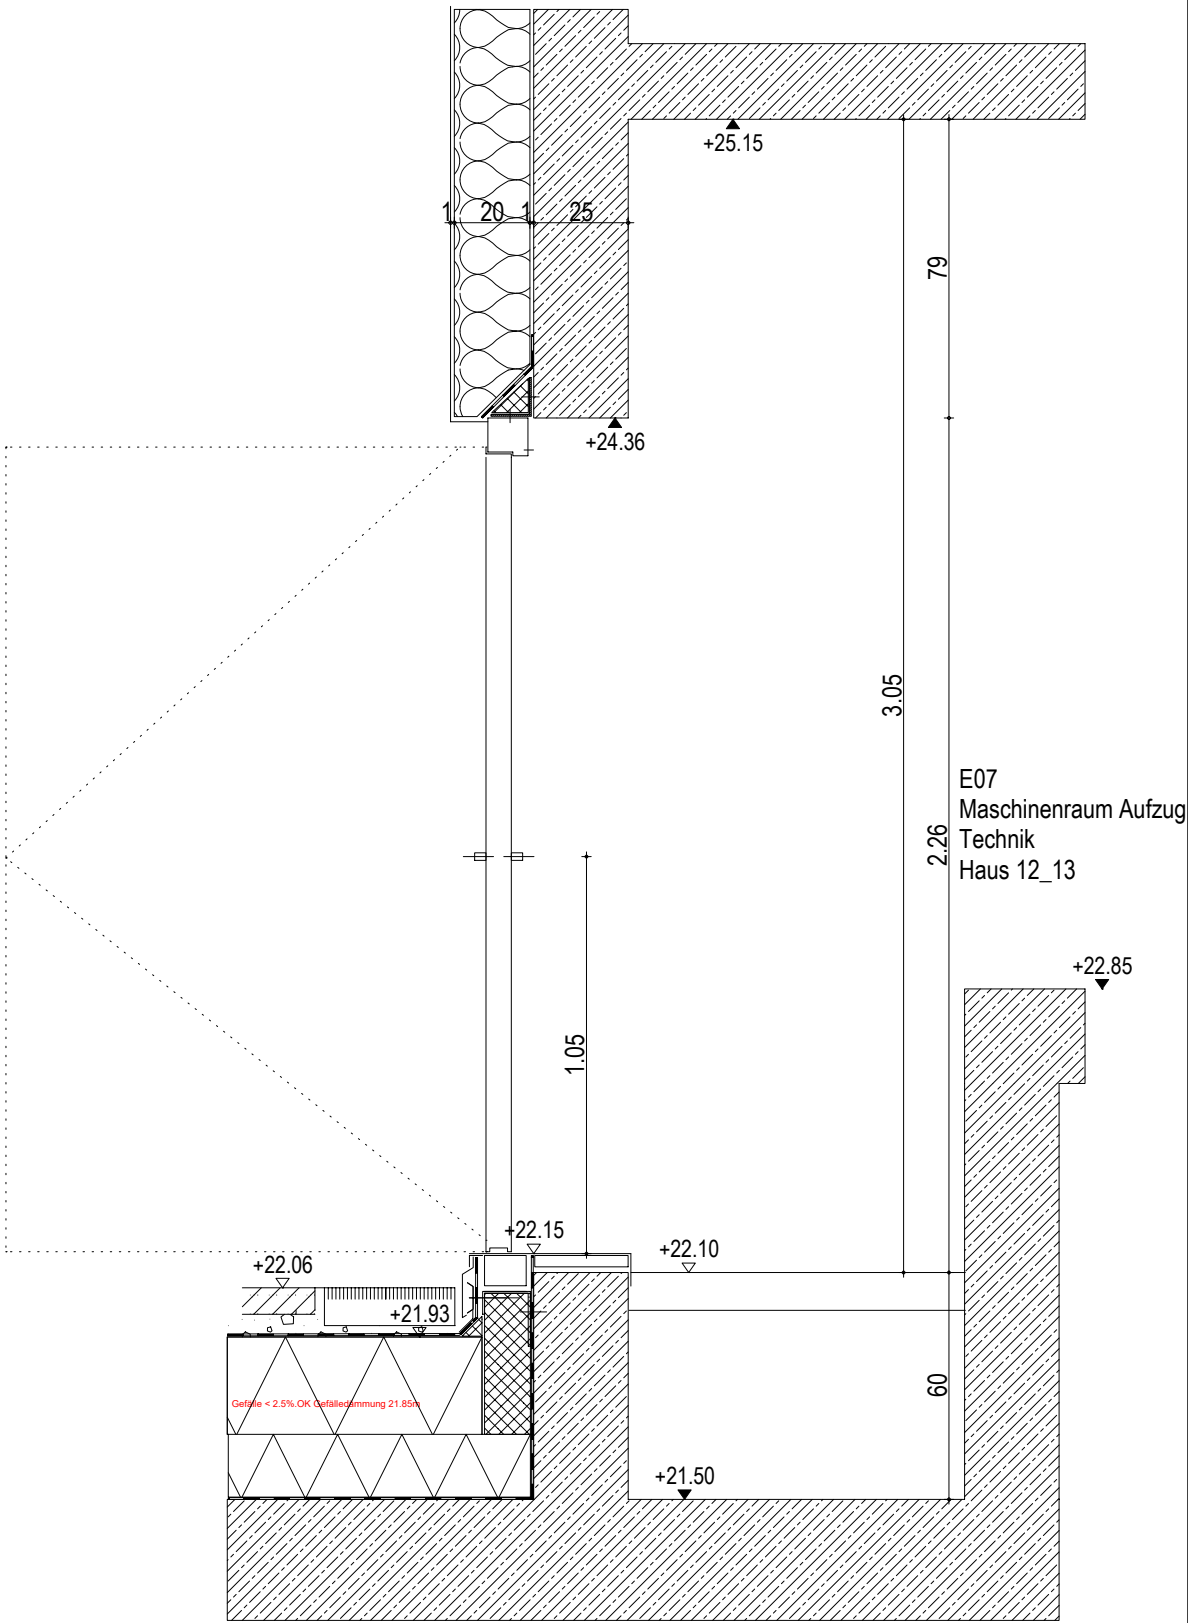 +25.15
1 20 1 25
79
+24.36
3.05
E07
Maschinenraum Aufzug
2.26
Technik
Haus 12_13
+22.85
1.05
+22.15
+22.10
+22.06
+21.93
60
Gefälle < 2.5%.OK Gefälledämmung 21.85m
+21.50